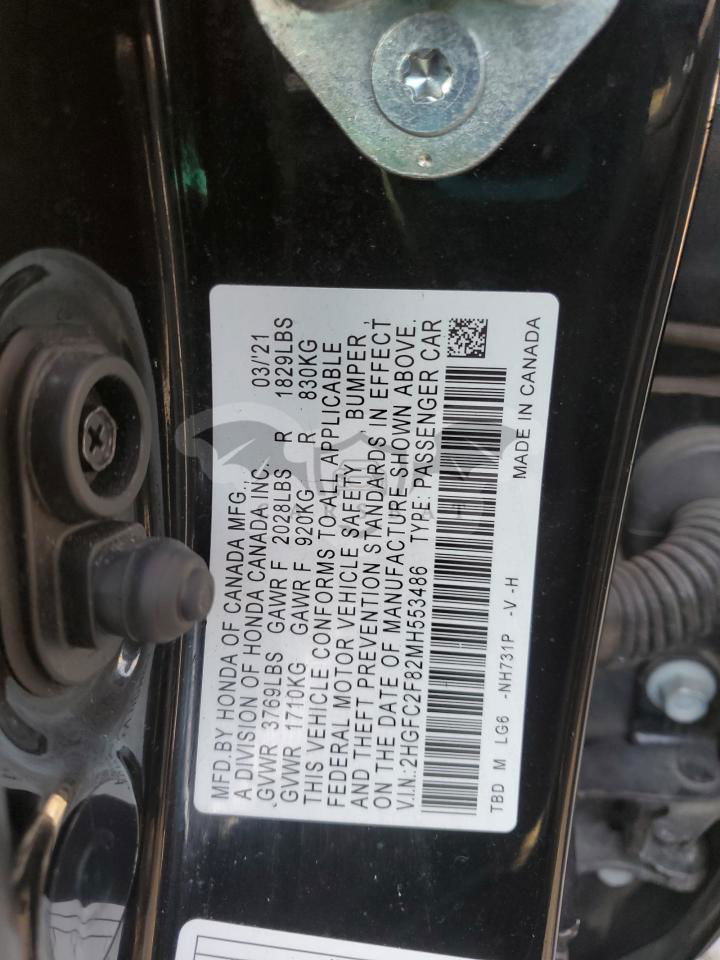 MFD.BY HONDA OF CANADA MFG.,
A DIVISION OF HONDA CANADA INC. 03/'21
GVWR 3769LBS GAWR F 2028LBS R 1829LBS
GVWR 1710KG GAWR F 920KG R 830KG
THIS VEHICLE CONFORMS TO ALL APPLICABLE
FEDERAL MOTOR VEHICLE SAFETY , BUMPER ,
AND THEFT PREVENTION STANDARDS IN EFFECT
ON THE DATE OF MANUFACTURE SHOWN ABOVE.
V.I.N.:2HGFC2F82MH553486 TYPE: PASSENGER CAR
TBD M LG6 -NH731P -V -H
MADE IN CANADA